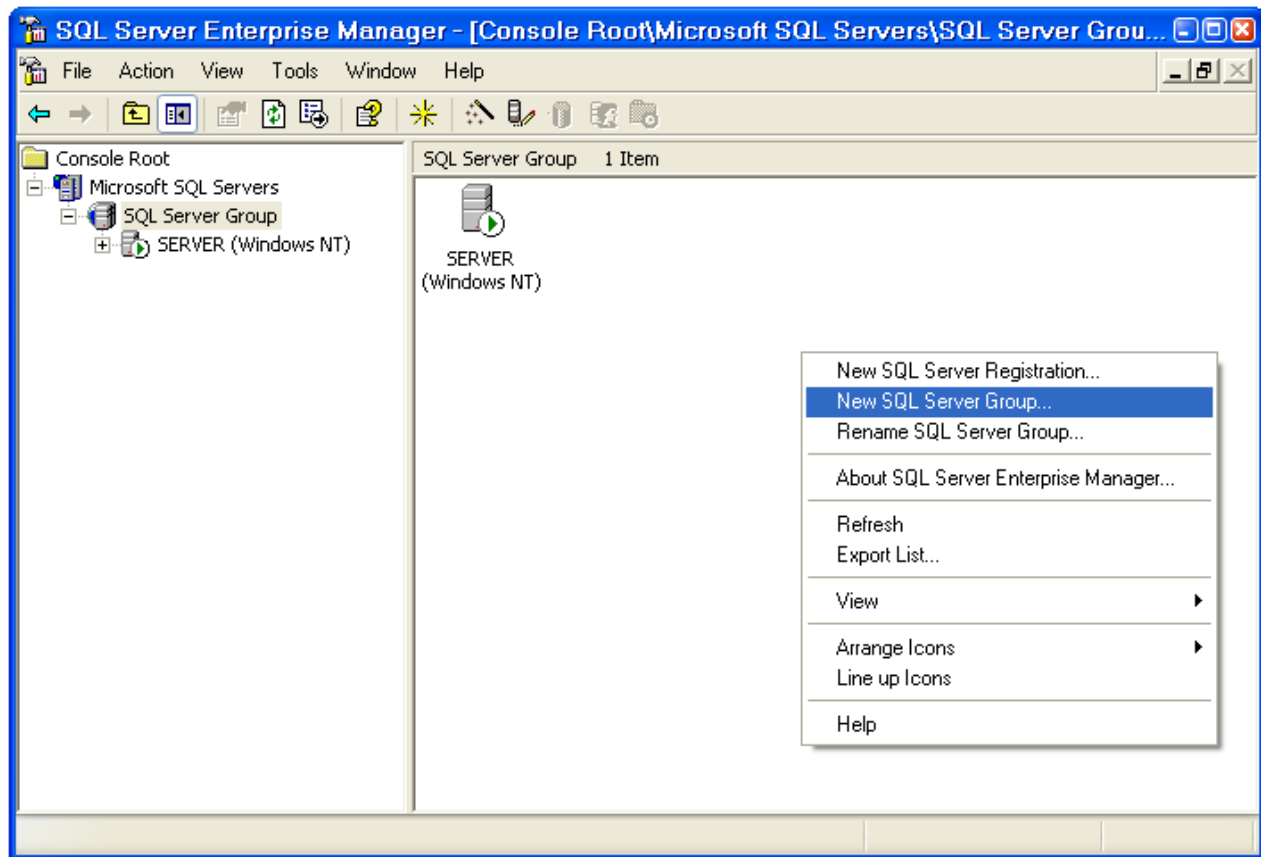 SQL Server Enterprise Manager - [Console Root\Microsoft SQL Servers\SQL Server Grou...
File Action View Tools Window Help
Console Root
SQL Server Group 1 Item
Microsoft SQL Servers
SQL Server Group
SERVER (Windows NT)
SERVER
(Windows NT)
New SQL Server Registration...
New SQL Server Group...
Rename SQL Server Group...
About SQL Server Enterprise Manager...
Refresh
Export List...
View
Arrange Icons
Line up Icons
Help